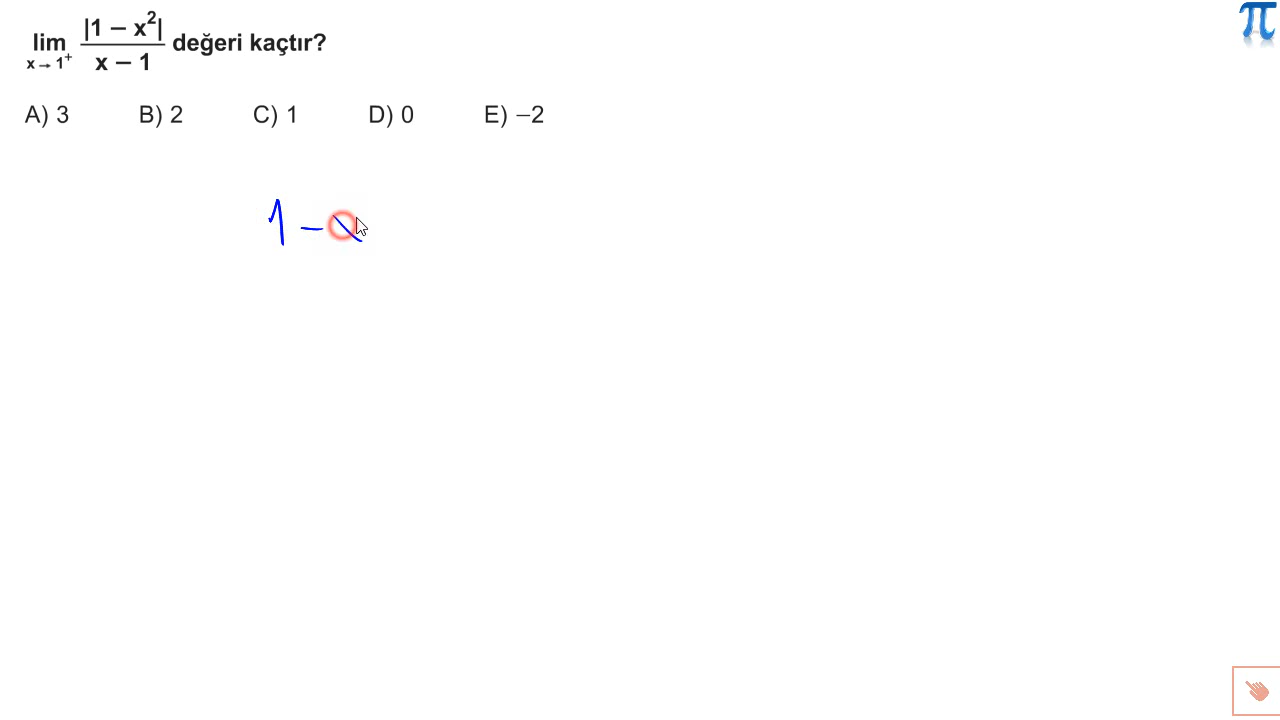 lim x→1⁺ |1 − x²| / x − 1 değeri kaçtır?
A) 3 B) 2 C) 1 D) 0 E) −2
1 − x